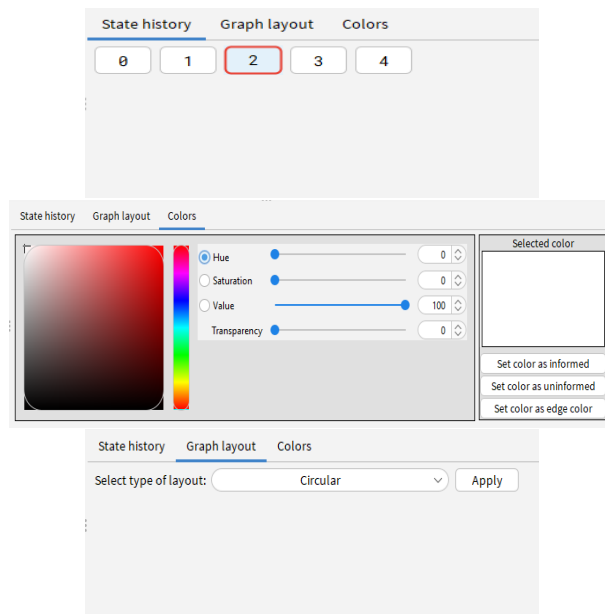 State history Graph layout Colors
0 1 2 3 4
State history Graph layout Colors
Selected color
Hue 0
Saturation 0
Value 100
Transparency 0
Set color as informed
Set color as uninformed
Set color as edge color
State history Graph layout Colors
Select type of layout: Circular Apply